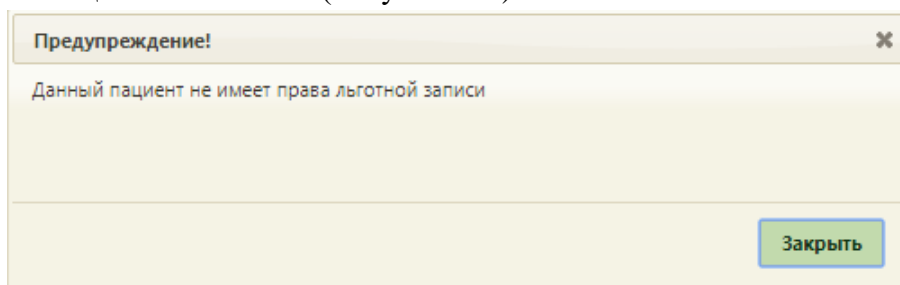 Предупреждение!
Данный пациент не имеет права льготной записи
Закрыть